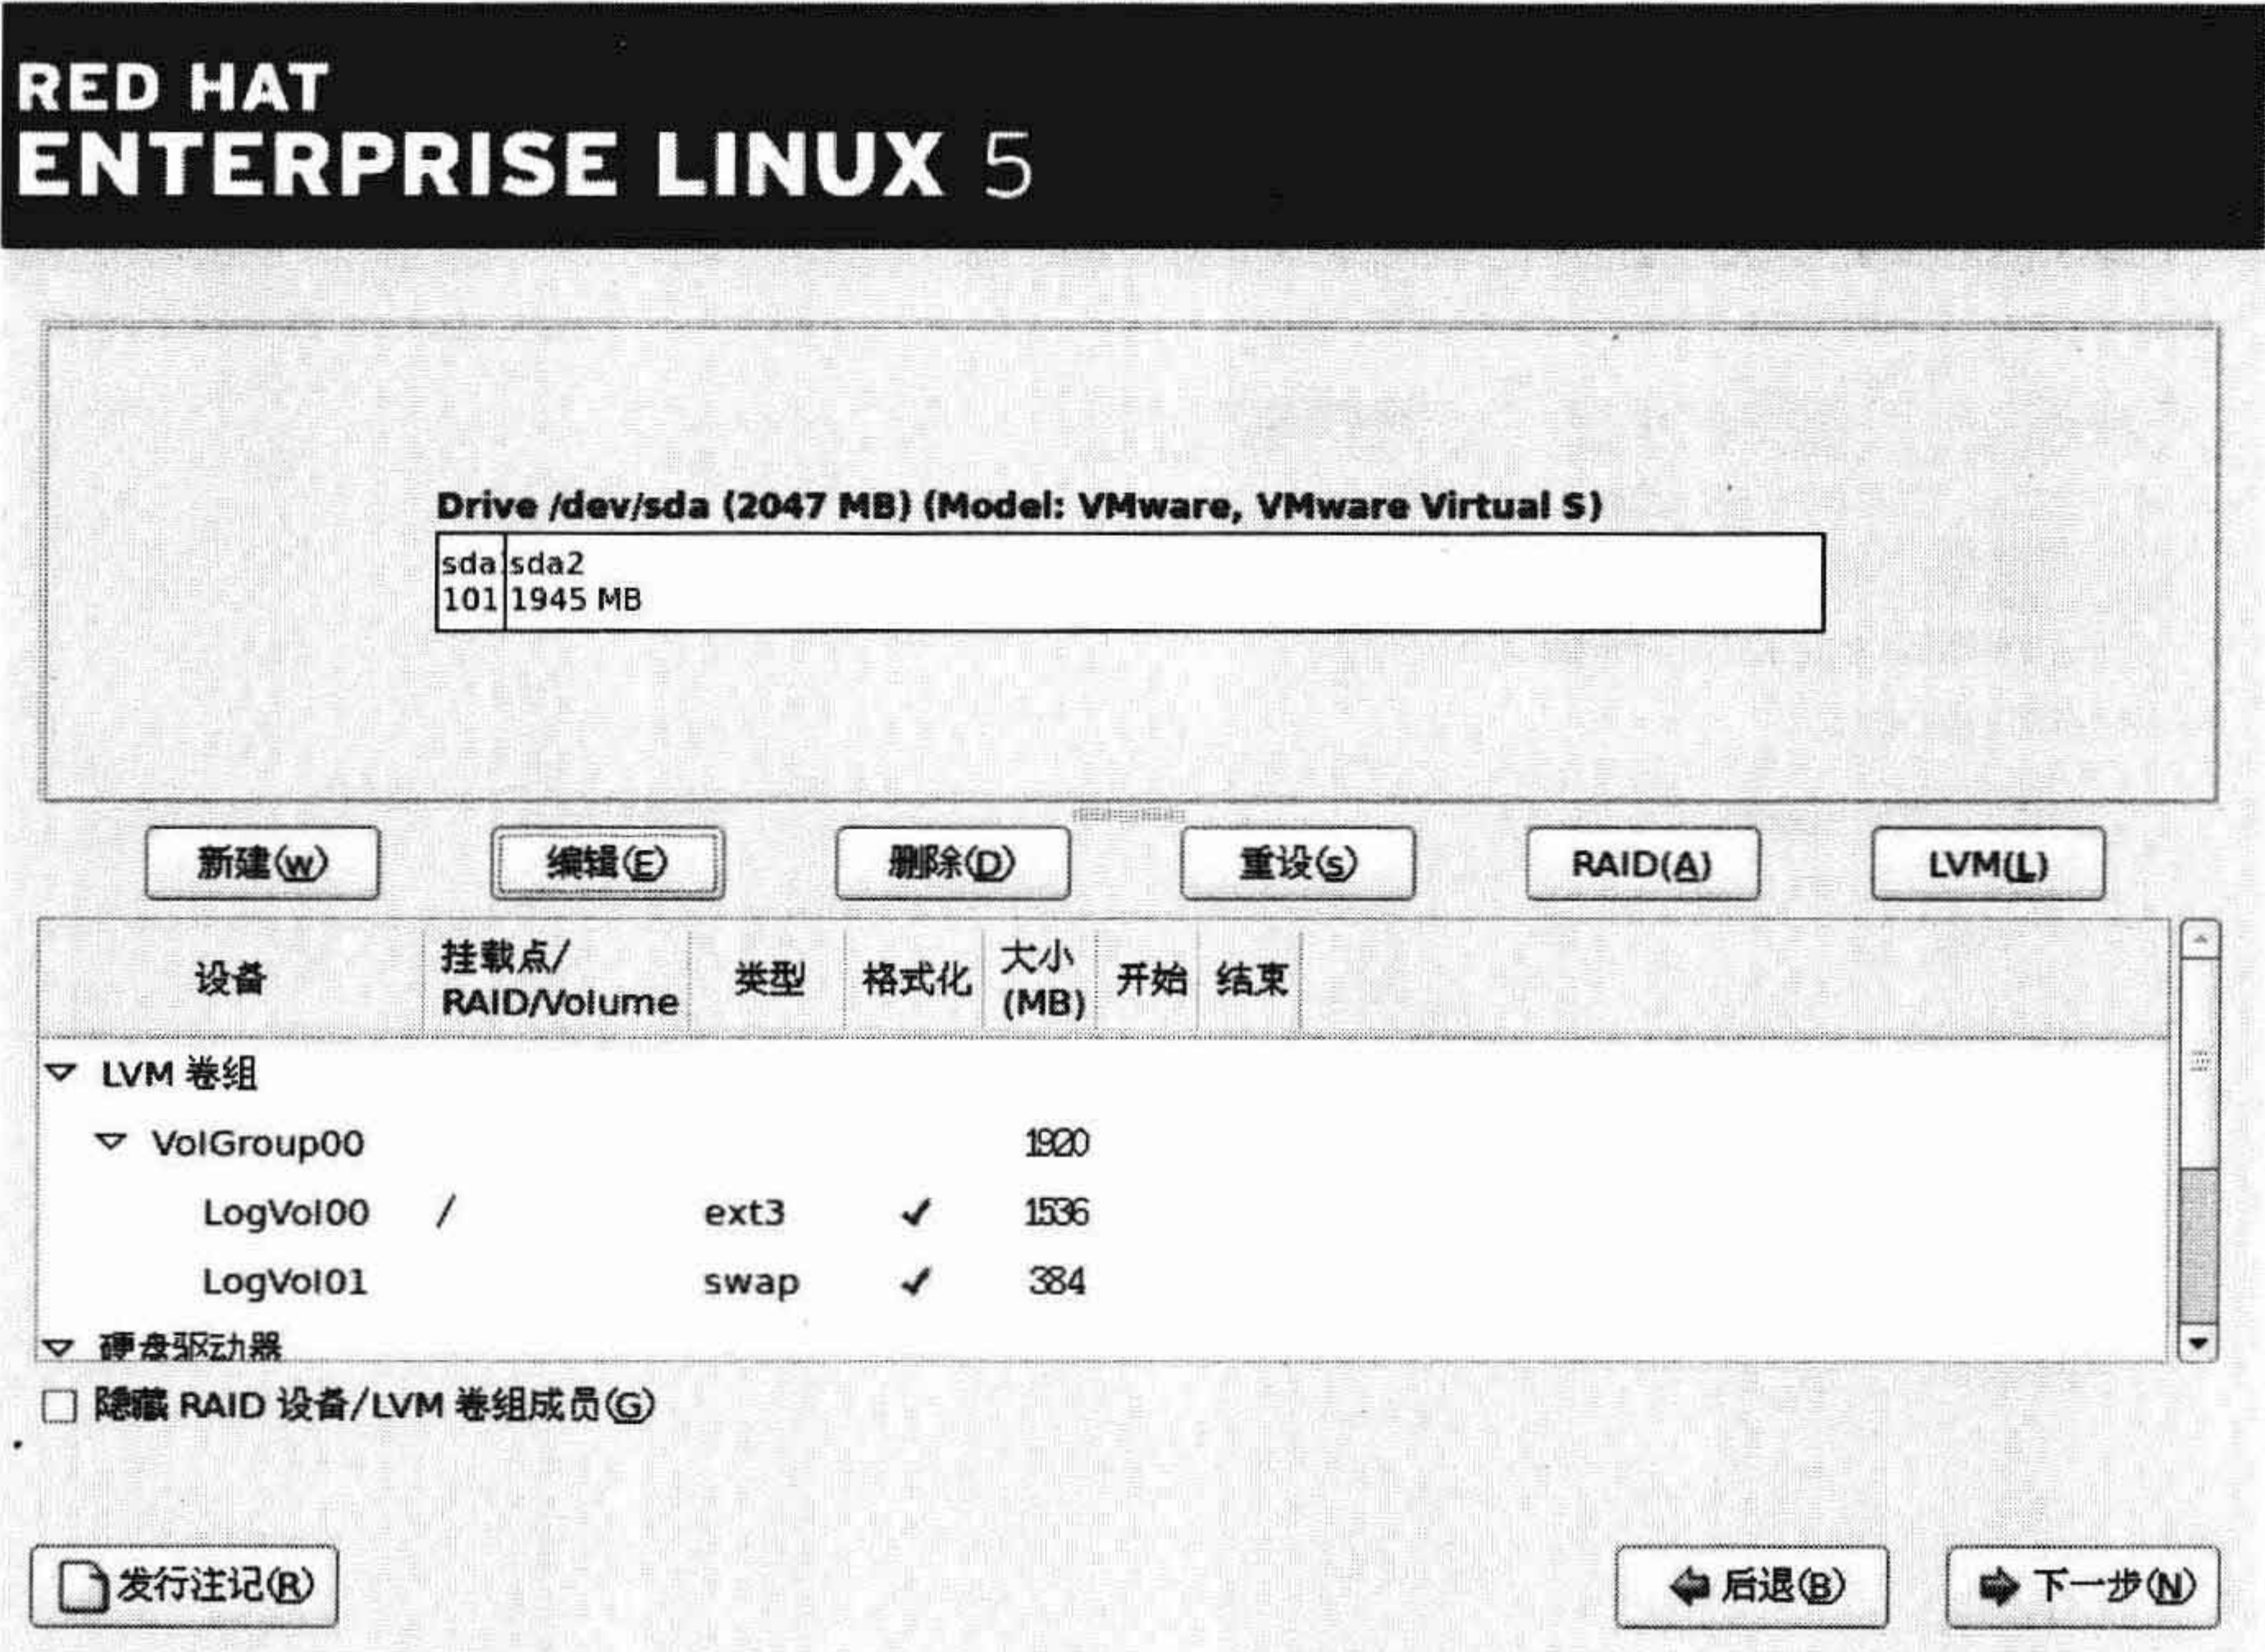 RED HAT
ENTERPRISE LINUX 5
Drive /dev/sda (2047 MB) (Model: VMware, VMware Virtual S)
sda sda2
101 1945 MB
新建(w) 编辑(E) 删除(D) 重设(s) RAID(A) LVM(L)
设备 挂载点/ RAID/Volume 类型 格式化 大小 (MB) 开始 结束
LVM 卷组
VolGroup00 1920
LogVol00 / ext3 1536
LogVol01 swap 384
硬盘驱动器
隐藏 RAID 设备/LVM 卷组成员(G)
发行注记(R) 后退(B) 下一步(N)